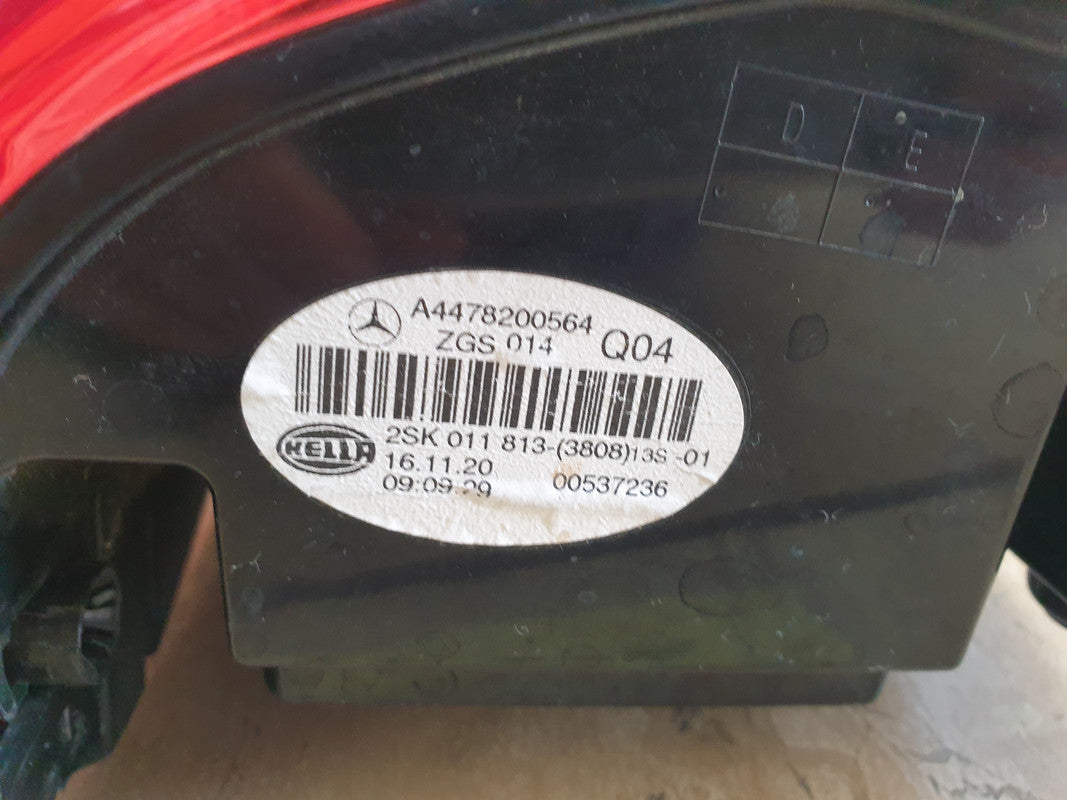 D
E
A4478200564
ZGS 014 Q04
HELLA
2SK 011 813-(3808)13S -01
16.11.20
09:09:29 00537236